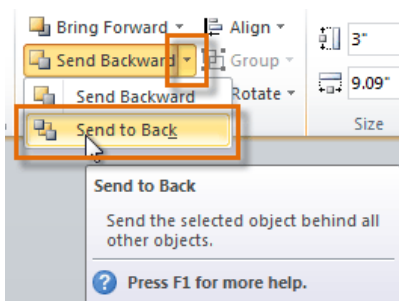 Bring Forward Align 3"
Send Backward Group
Send Backward Rotate 9.09"
Send to Back Size
Send to Back
Send the selected object behind all
other objects.
? Press F1 for more help.